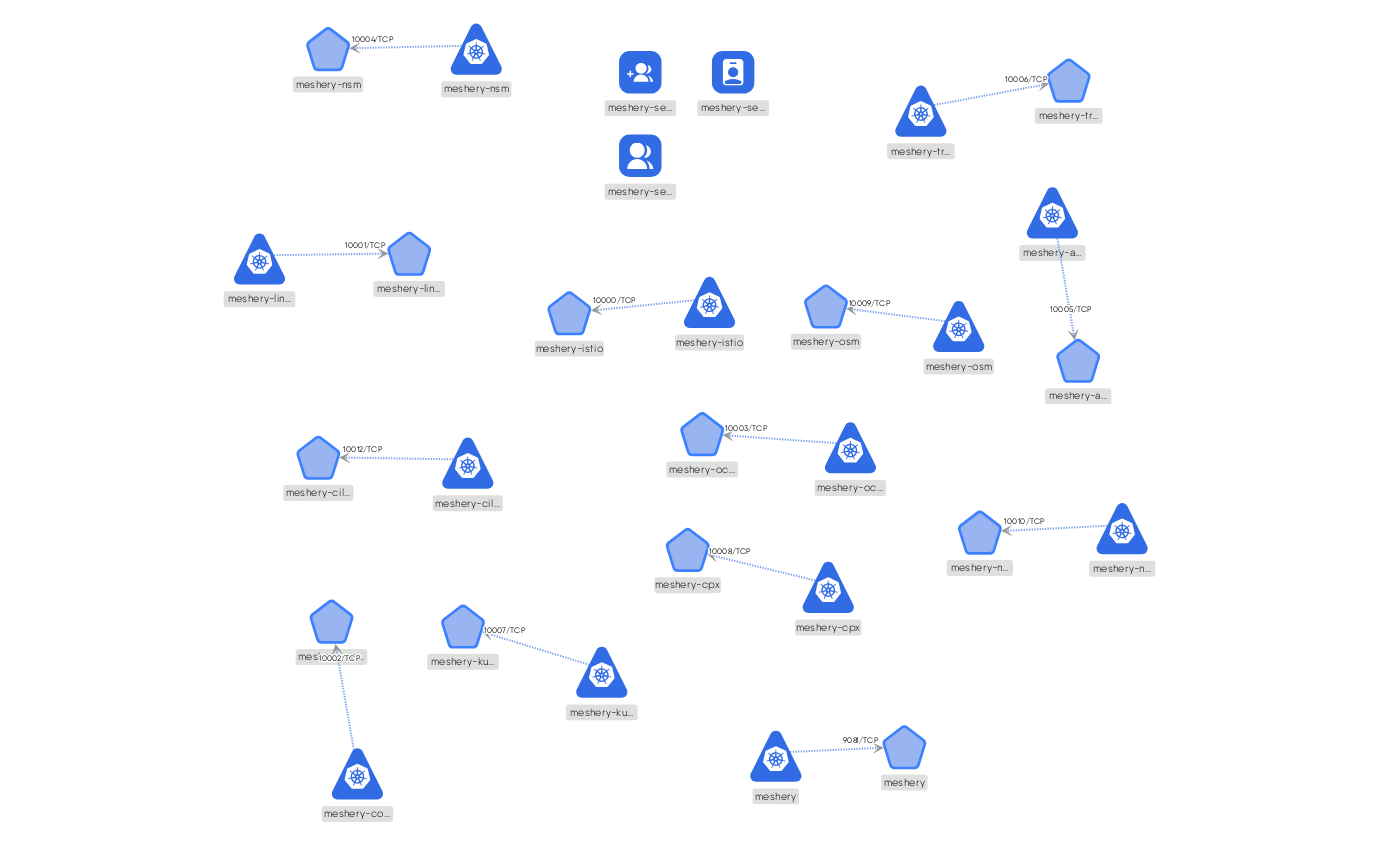 10004/TCP
meshery-nsm
meshery-nsm
meshery-se...
meshery-se...
10006/TCP
meshery-tr...
meshery-tr...
meshery-se...
10001/TCP
meshery-lin...
meshery-lin...
meshery-a...
10000/TCP
meshery-istio
meshery-istio
10009/TCP
meshery-osm
meshery-osm
10005/TCP
meshery-a...
10012/TCP
meshery-cil...
meshery-cil...
10003/TCP
meshery-oc...
meshery-oc...
10010/TCP
meshery-n...
meshery-n...
10008/TCP
meshery-cpx
meshery-cpx
10007/TCP
meshery-ku...
meshery-ku...
10002/TCP
meshery-co...
9081/TCP
meshery
meshery